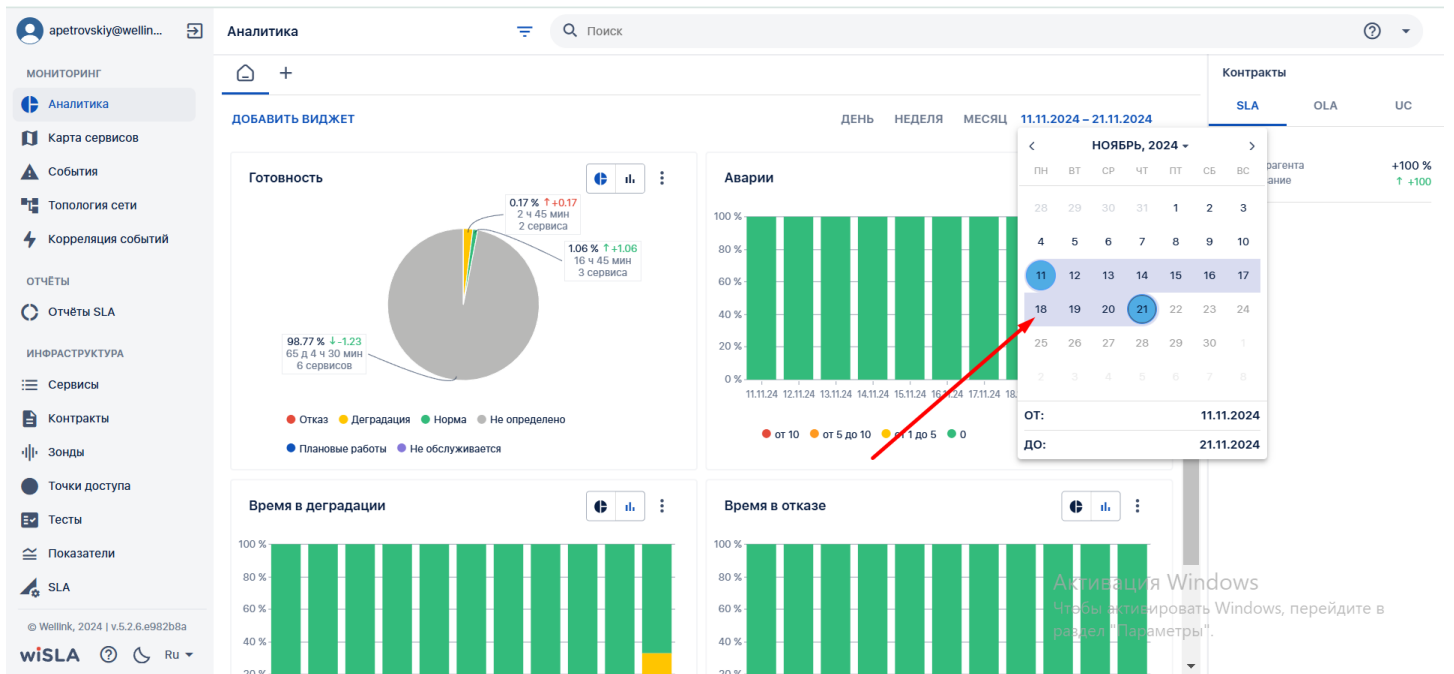 apetrovskiy@wellin...
Аналитика
Поиск
МОНИТОРИНГ
Аналитика
Карта сервисов
События
Топология сети
Корреляция событий
ОТЧЁТЫ
Отчёты SLA
ИНФРАСТРУКТУРА
Сервисы
Контракты
Зонды
Точки доступа
Тесты
Показатели
SLA
© Wellink, 2024 | v.5.2.6.e982b8a
wiSLA
Ru
ДОБАВИТЬ ВИДЖЕТ
ДЕНЬ НЕДЕЛЯ МЕСЯЦ 11.11.2024 – 21.11.2024
Готовность
0.17 % ↑+0.17
2 ч 45 мин
2 сервиса
1.06 % ↑+1.06
16 ч 45 мин
3 сервиса
98.77 % ↓-1.23
65 д 4 ч 30 мин
6 сервисов
Отказ Деградация Норма Не определено
Плановые работы Не обслуживается
Аварии
100 %
80 %
60 %
40 %
20 %
0 %
11.11.24 12.11.24 13.11.24 14.11.24 15.11.24 16.11.24 17.11.24 18.
от 10 от 5 до 10 от 1 до 5 0
НОЯБРЬ, 2024
ПН ВТ СР ЧТ ПТ СБ ВС
28 29 30 31 1 2 3
4 5 6 7 8 9 10
11 12 13 14 15 16 17
18 19 20 21 22 23 24
25 26 27 28 29 30 1
2 3 4 5 6 7 8
ОТ: 11.11.2024
ДО: 21.11.2024
Контракты
SLA OLA UC
рагента +100 %
ание ↑ +100
Время в деградации
100 %
80 %
60 %
40 %
20 %
Время в отказе
100 %
80 %
60 %
40 %
20 %
Активация Windows
Чтобы активировать Windows, перейдите в
раздел "Параметры".